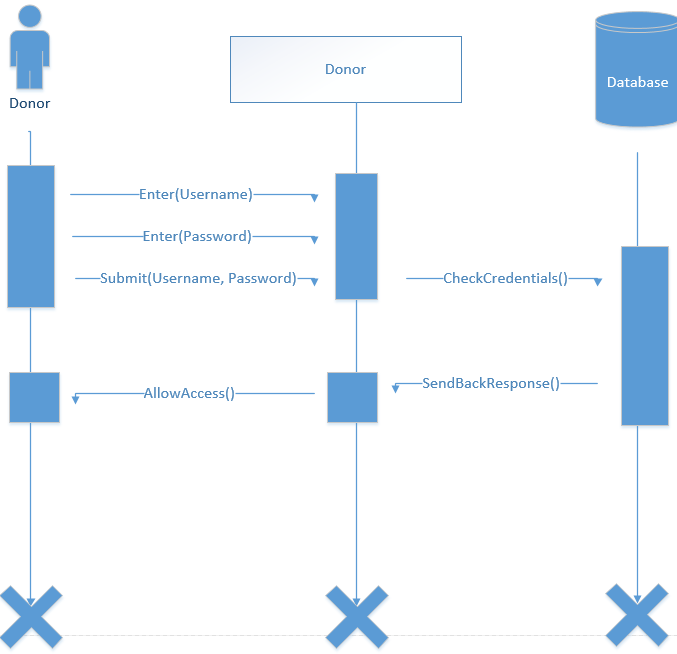 Donor
Donor
Database
Enter(Username)
Enter(Password)
Submit(Username, Password)
CheckCredentials()
SendBackResponse()
AllowAccess()